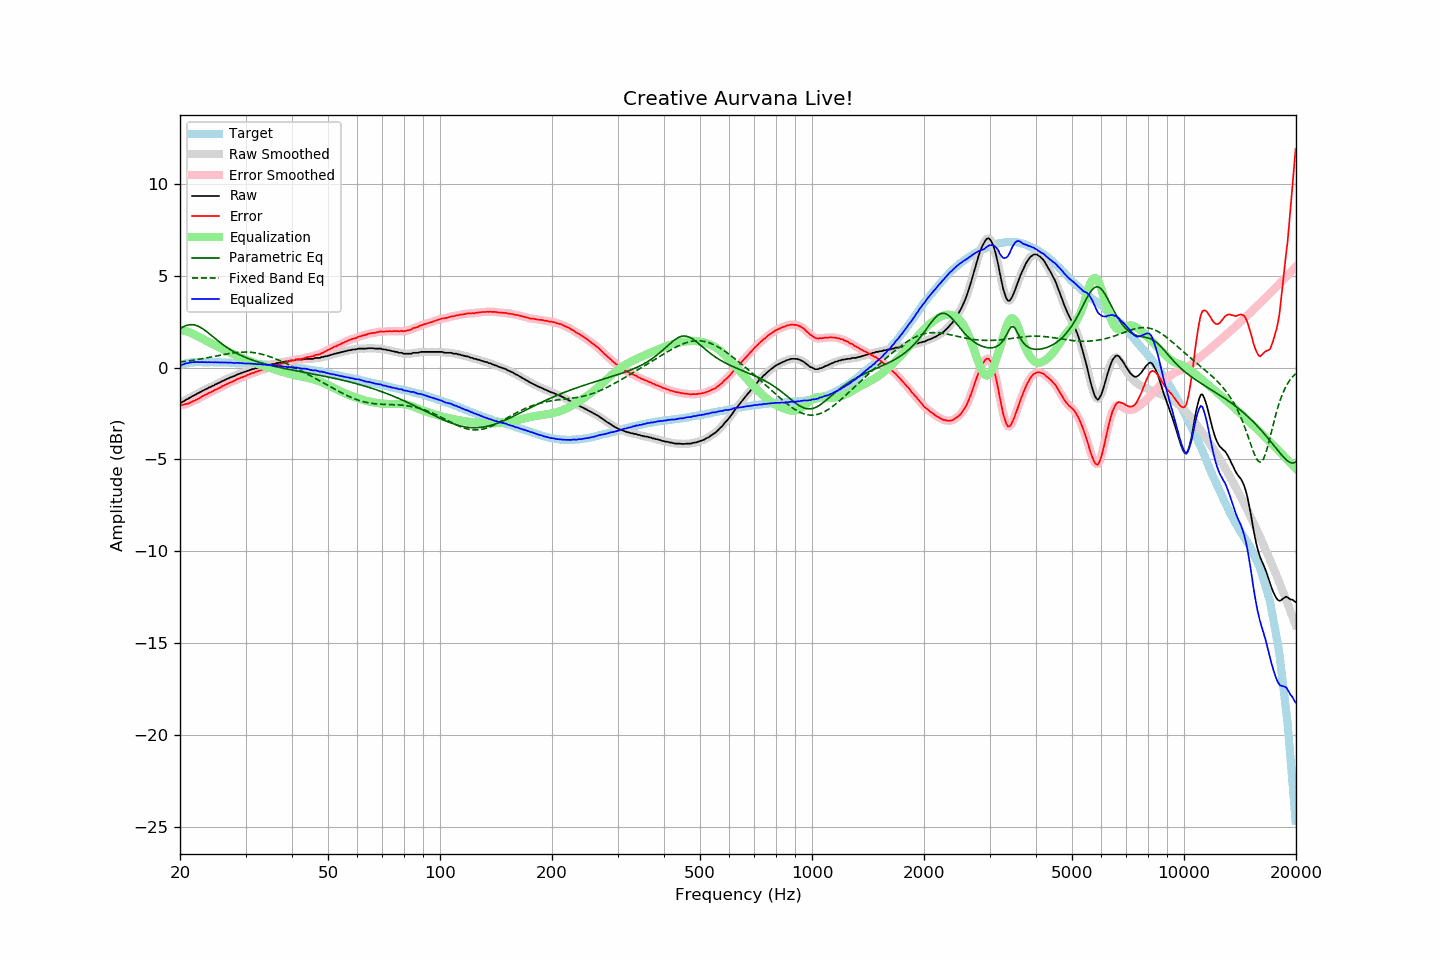 Creative Aurvana Live!
Target
Raw Smoothed
Error Smoothed
Raw
Error
Equalization
Parametric Eq
Fixed Band Eq
Equalized
Amplitude (dBr)
10
5
0
−5
−10
−15
−20
−25
20 50 100 200 500 1000 2000 5000 10000 20000
Frequency (Hz)